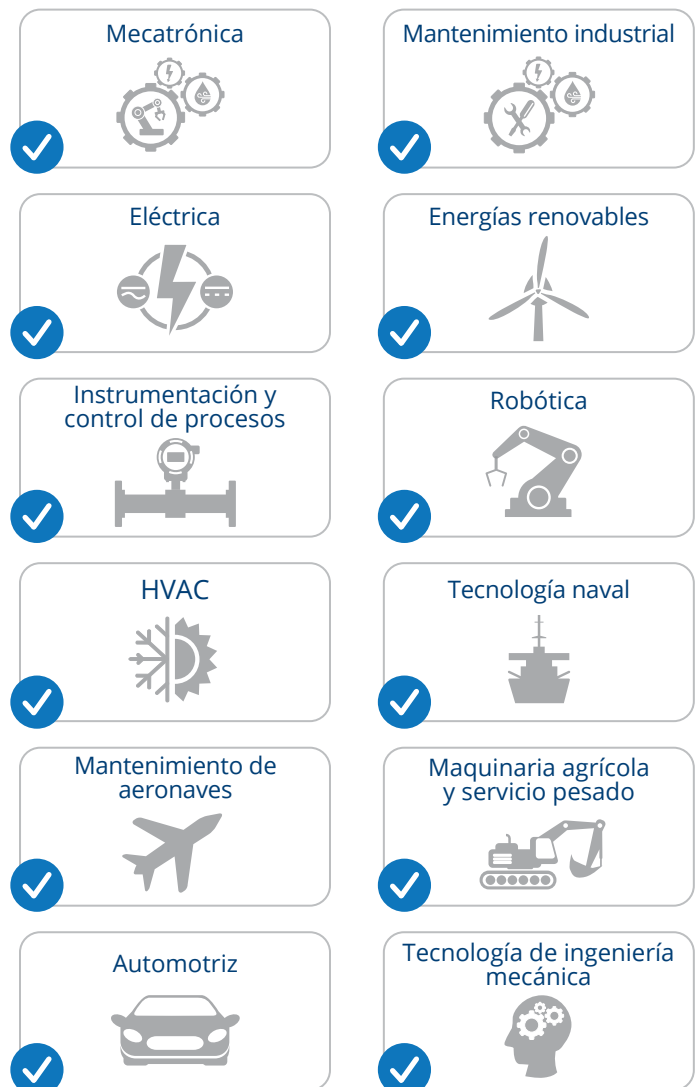 Mecatrónica
Mantenimiento industrial
Eléctrica
Energías renovables
Instrumentación y
control de procesos
Robótica
HVAC
Tecnología naval
Mantenimiento de
aeronaves
Maquinaria agrícola
y servicio pesado
Automotriz
Tecnología de ingeniería
mecánica